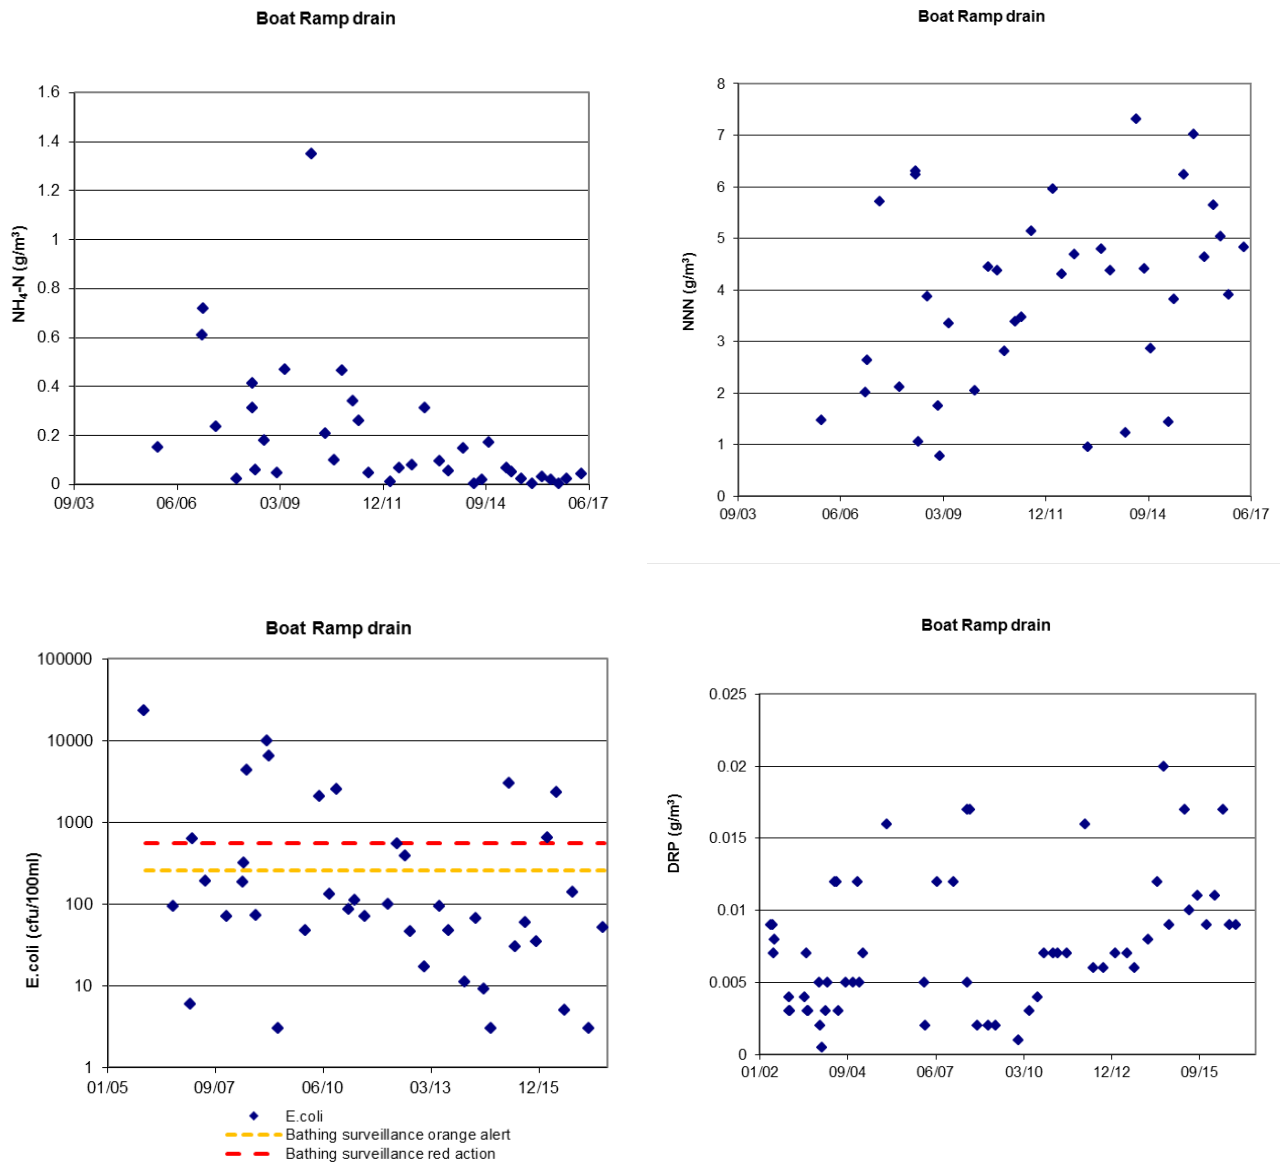 Boat Ramp drain
NH₄-N (g/m³)
1.6
1.4
1.2
1
0.8
0.6
0.4
0.2
0
09/03 06/06 03/09 12/11 09/14 06/17
Boat Ramp drain
NNN (g/m³)
8
7
6
5
4
3
2
1
0
09/03 06/06 03/09 12/11 09/14 06/17
Boat Ramp drain
E.coli (cfu/100ml)
100000
10000
1000
100
10
1
01/05 09/07 06/10 03/13 12/15
E.coli
Bathing surveillance orange alert
Bathing surveillance red action
Boat Ramp drain
DRP (g/m³)
0.025
0.02
0.015
0.01
0.005
0
01/02 09/04 06/07 03/10 12/12 09/15